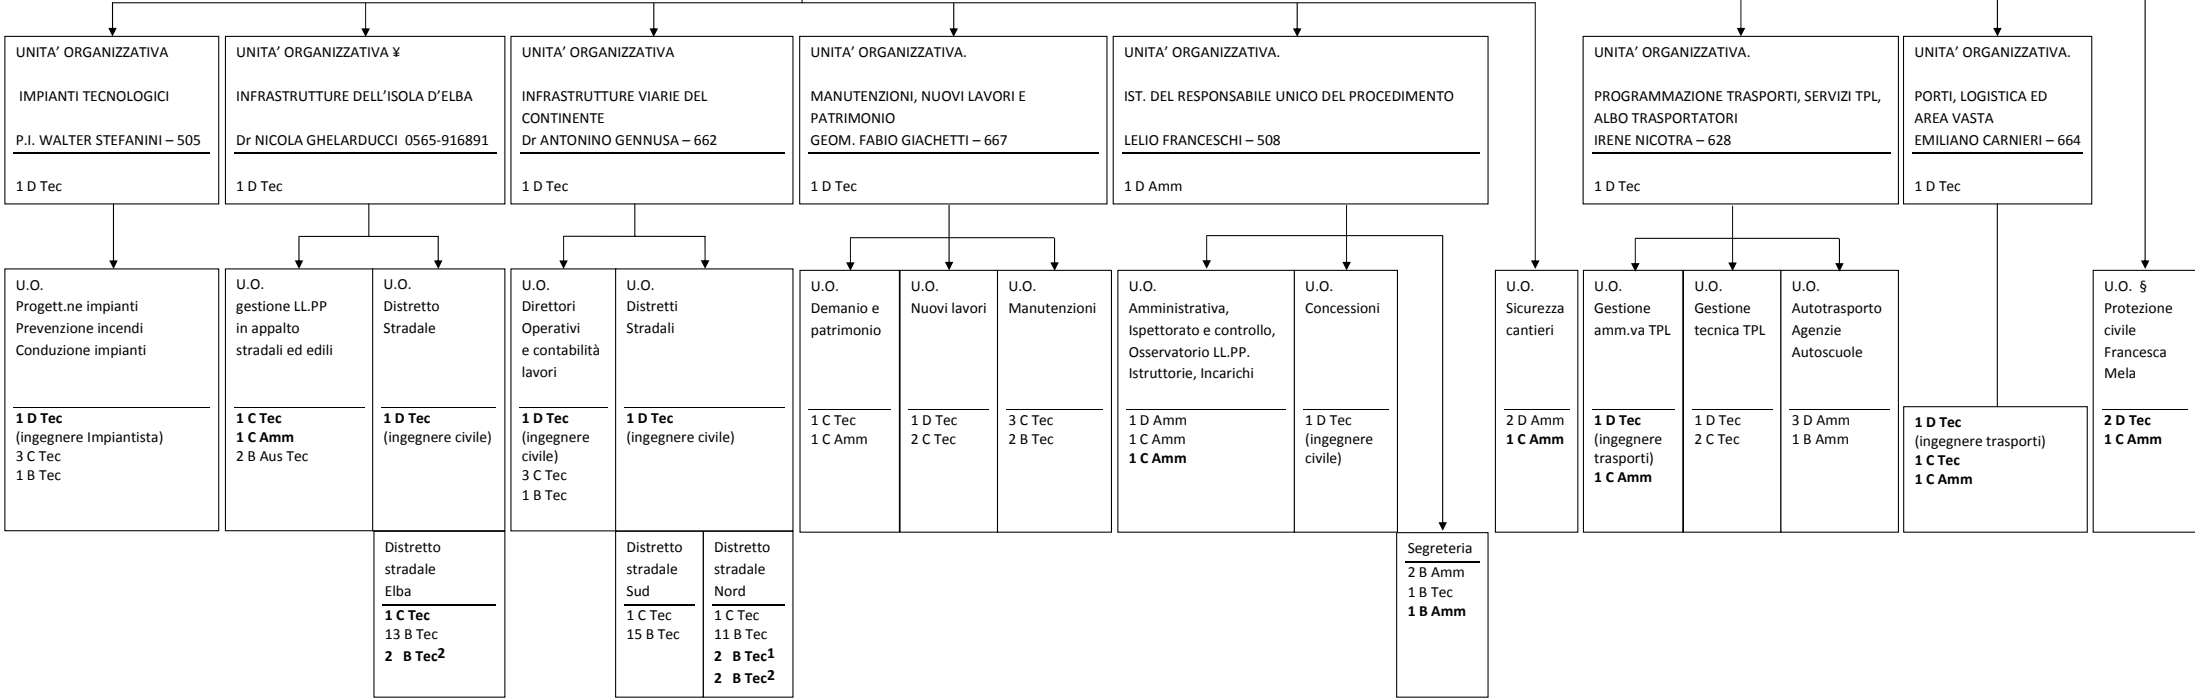 UNITA’ ORGANIZZATIVA
IMPIANTI TECNOLOGICI
P.I. WALTER STEFANINI – 505
1 D Tec
UNITA’ ORGANIZZATIVA ¥
INFRASTRUTTURE DELL’ISOLA D’ELBA
Dr NICOLA GHELARDUCCI 0565-916891
1 D Tec
UNITA’ ORGANIZZATIVA
INFRASTRUTTURE VIARIE DEL
CONTINENTE
Dr ANTONINO GENNUSA – 662
1 D Tec
UNITA’ ORGANIZZATIVA.
MANUTENZIONI, NUOVI LAVORI E
PATRIMONIO
GEOM. FABIO GIACHETTI – 667
1 D Tec
UNITA’ ORGANIZZATIVA.
IST. DEL RESPONSABILE UNICO DEL PROCEDIMENTO
LELIO FRANCESCHI – 508
1 D Amm
UNITA’ ORGANIZZATIVA.
PROGRAMMAZIONE TRASPORTI, SERVIZI TPL,
ALBO TRASPORTATORI
IRENE NICOTRA – 628
1 D Tec
UNITA’ ORGANIZZATIVA.
PORTI, LOGISTICA ED
AREA VASTA
EMILIANO CARNIERI – 664
1 D Tec
U.O.
Progett.ne impianti
Prevenzione incendi
Conduzione impianti
1 D Tec
(ingegnere Impiantista)
3 C Tec
1 B Tec
U.O.
gestione LL.PP
in appalto
stradali ed edili
1 C Tec
1 C Amm
2 B Aus Tec
U.O.
Distretto
Stradale
1 D Tec
(ingegnere civile)
U.O.
Direttori
Operativi
e contabilità
lavori
1 D Tec
(ingegnere
civile)
3 C Tec
1 B Tec
U.O.
Distretti
Stradali
1 D Tec
(ingegnere civile)
U.O.
Demanio e
patrimonio
1 C Tec
1 C Amm
U.O.
Nuovi lavori
1 D Tec
2 C Tec
U.O.
Manutenzioni
3 C Tec
2 B Tec
U.O.
Amministrativa,
Ispettorato e controllo,
Osservatorio LL.PP.
Istruttorie, Incarichi
1 D Amm
1 C Amm
1 C Amm
U.O.
Concessioni
1 D Tec
(ingegnere
civile)
U.O.
Sicurezza
cantieri
2 D Amm
1 C Amm
U.O.
Gestione
amm.va TPL
1 D Tec
(ingegnere
trasporti)
1 C Amm
U.O.
Gestione
tecnica TPL
1 D Tec
2 C Tec
U.O.
Autotrasporto
Agenzie
Autoscuole
3 D Amm
1 B Amm
1 D Tec
(ingegnere trasporti)
1 C Tec
1 C Amm
U.O. §
Protezione
civile
Francesca
Mela
2 D Tec
1 C Amm
Distretto
stradale
Elba
1 C Tec
13 B Tec
2 B Tec2
Distretto
stradale
Sud
1 C Tec
15 B Tec
Distretto
stradale
Nord
1 C Tec
11 B Tec
2 B Tec1
2 B Tec2
Segreteria
2 B Amm
1 B Tec
1 B Amm